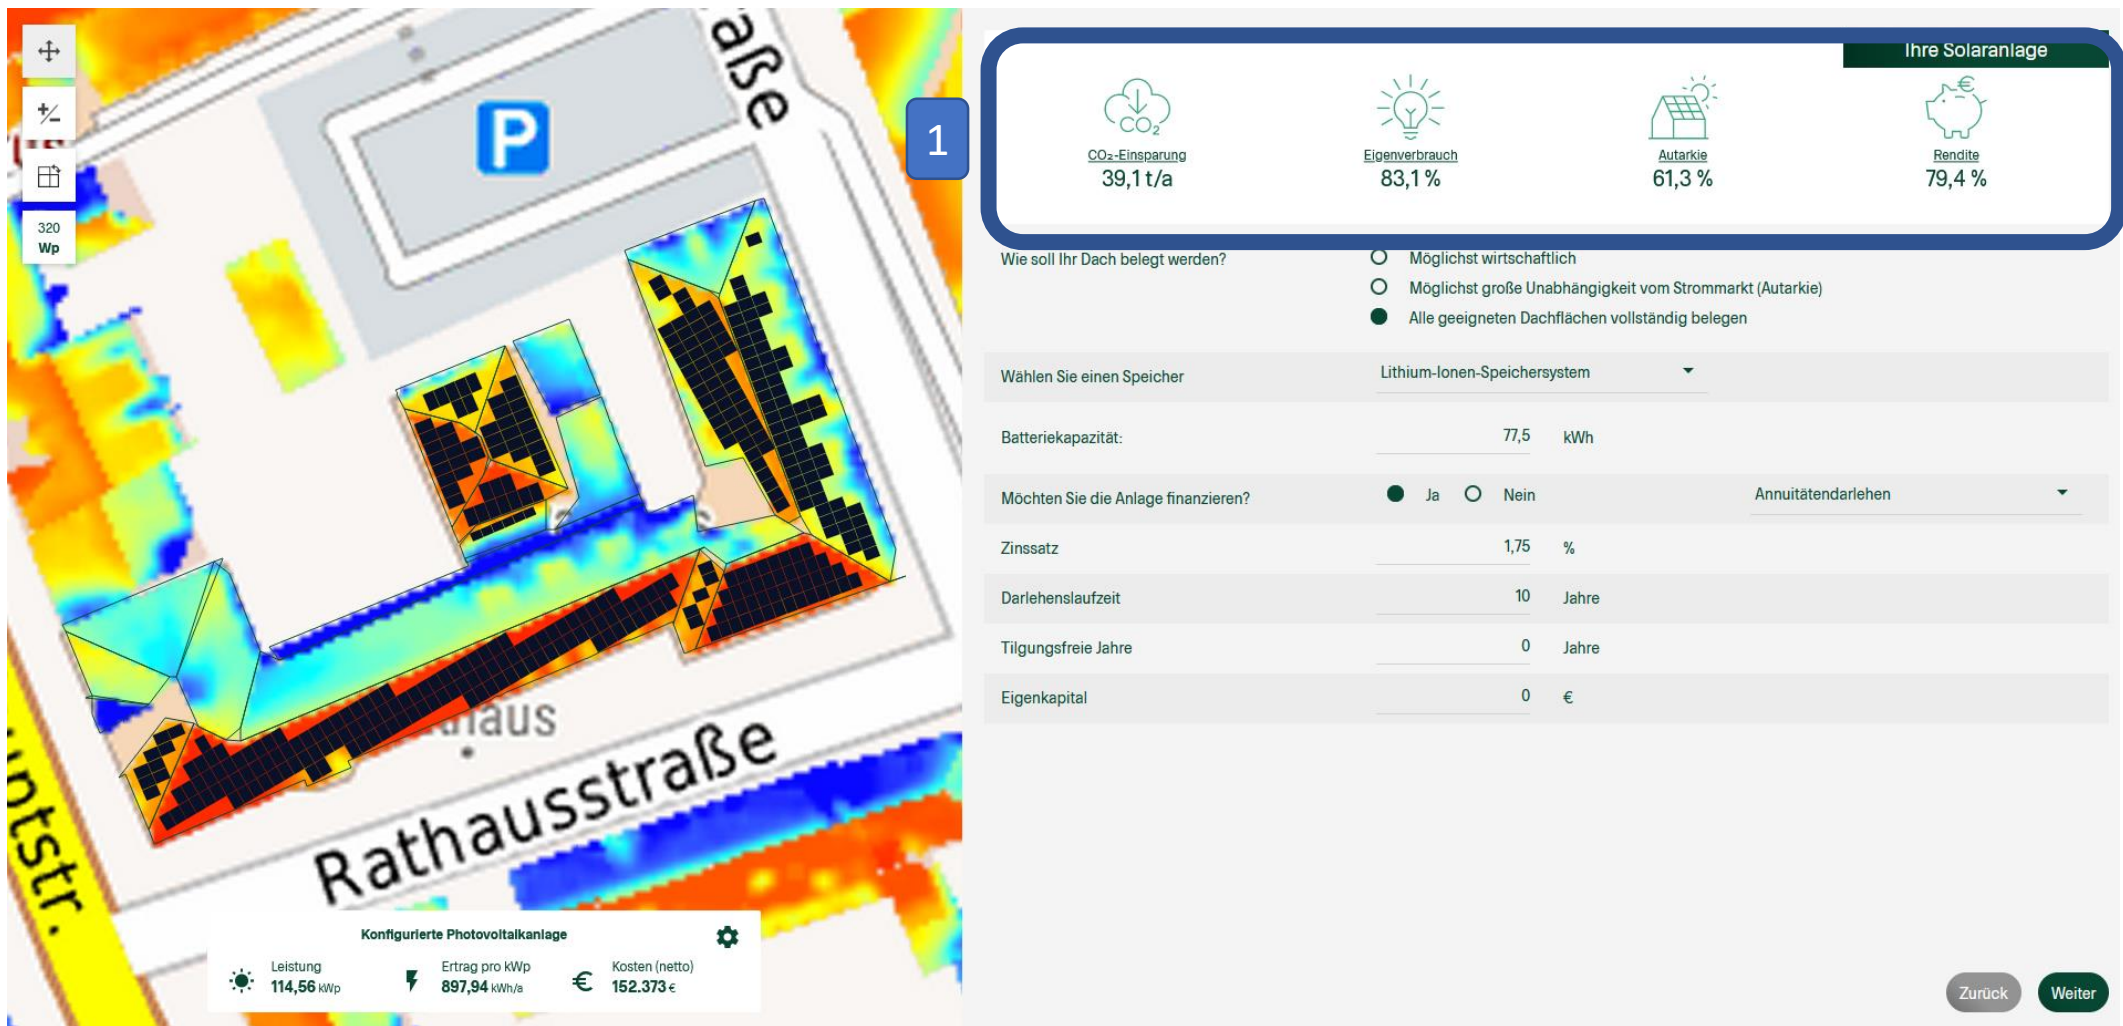 P
320
Wp
Rathausstraße
Konfigurierte Photovoltaikanlage
Leistung
114,56 kWp
Ertrag pro kWp
897,94 kWh/a
Kosten (netto)
152.373 €
1
Ihre Solaranlage
CO₂
CO₂-Einsparung
39,1 t/a
Eigenverbrauch
83,1 %
Autarkie
61,3 %
€
Rendite
79,4 %
Wie soll Ihr Dach belegt werden?
Möglichst wirtschaftlich
Möglichst große Unabhängigkeit vom Strommarkt (Autarkie)
Alle geeigneten Dachflächen vollständig belegen
Wählen Sie einen Speicher Lithium-Ionen-Speichersystem
Batteriekapazität: 77,5 kWh
Möchten Sie die Anlage finanzieren? Ja Nein Annuitätendarlehen
Zinssatz 1,75 %
Darlehenslaufzeit 10 Jahre
Tilgungsfreie Jahre 0 Jahre
Eigenkapital 0 €
Zurück Weiter